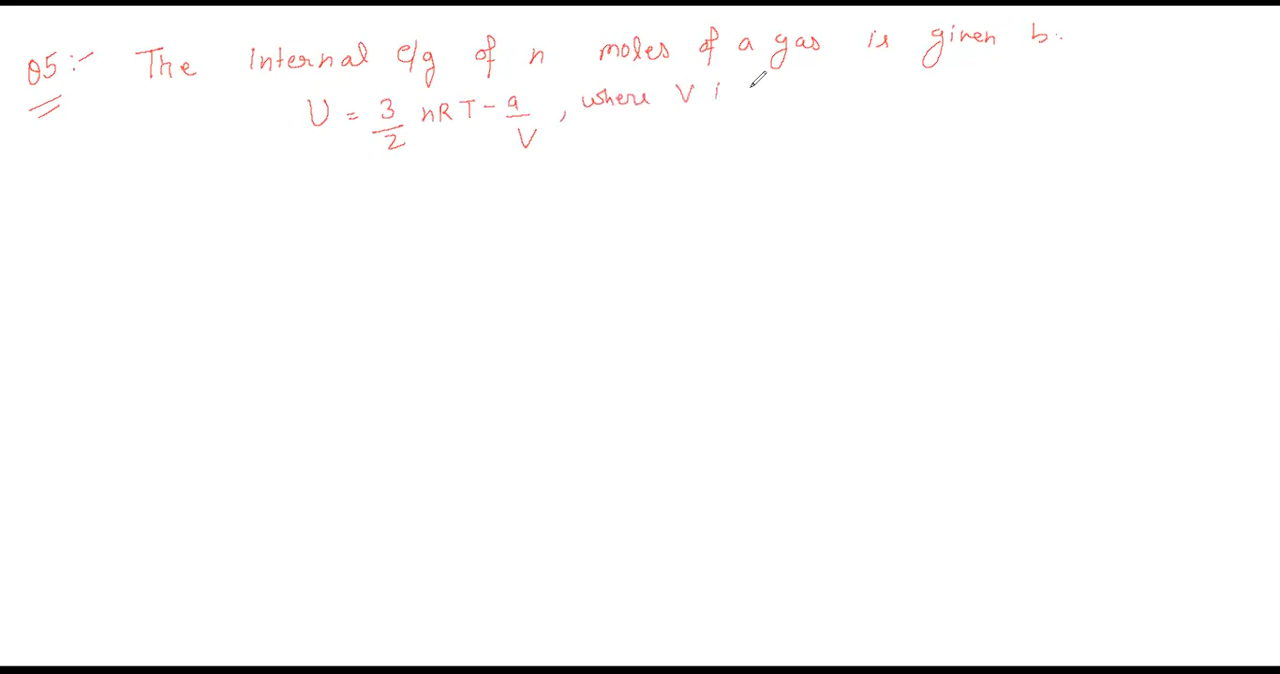 Q5:- The internal e/g of n moles of a gas is given b
U = 3/2 nRT - a/V , where V i